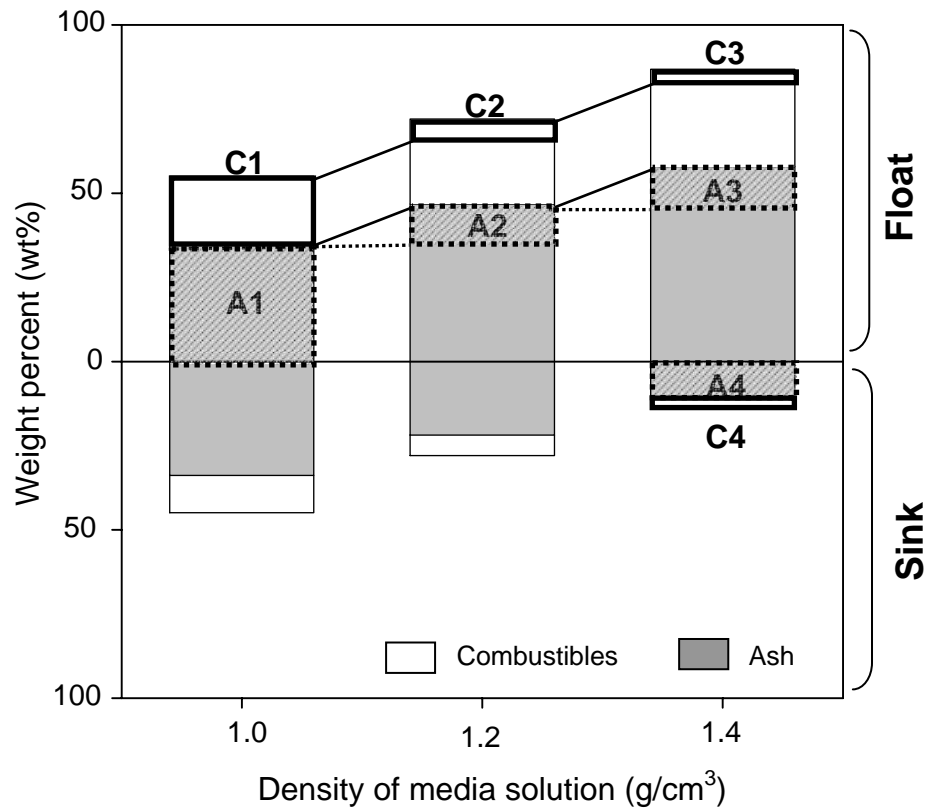 100
50
0
50
100
Weight percent (wt%)
C1
C2
C3
A1
A2
A3
A4
C4
Float
Sink
Combustibles
Ash
1.0
1.2
1.4
Density of media solution (g/cm³)